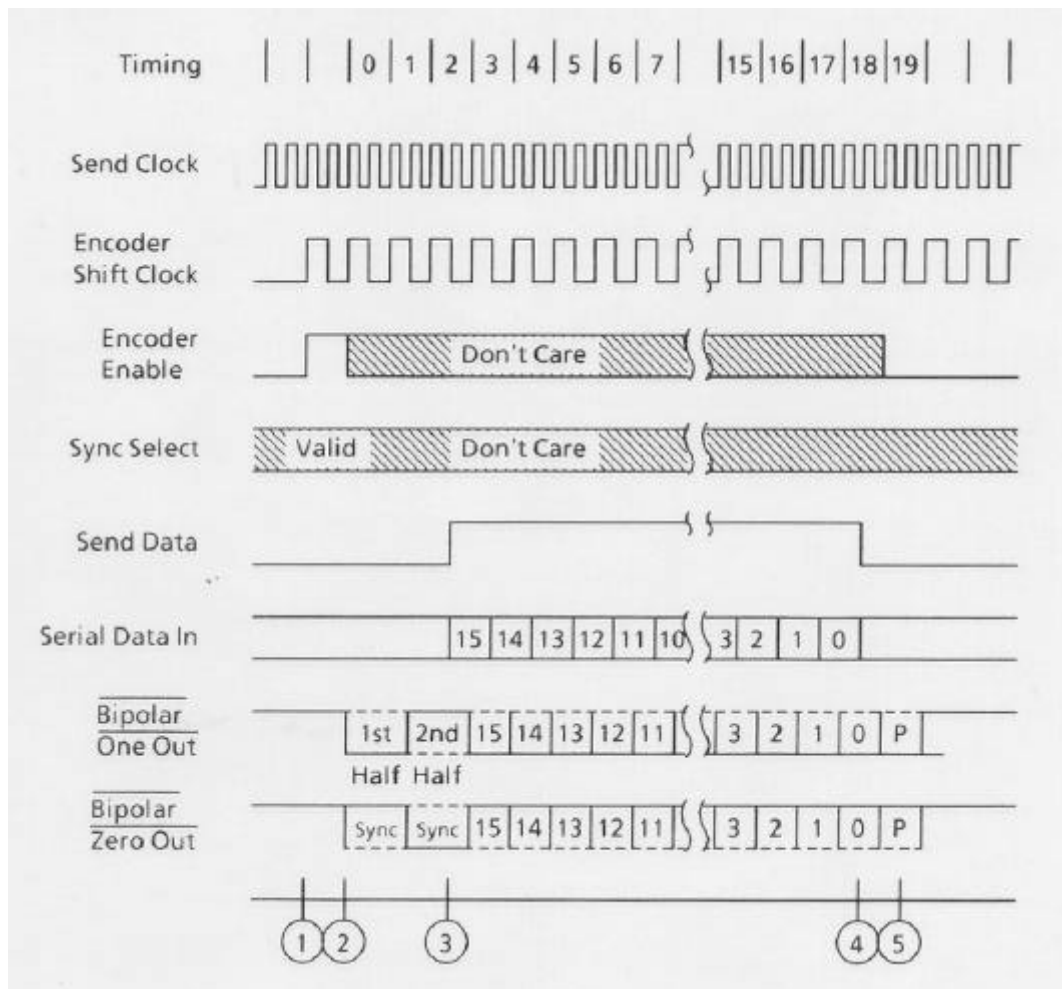 Timing 0 1 2 3 4 5 6 7 15 16 17 18 19
Send Clock
Encoder
Shift Clock
Encoder
Enable
Don't Care
Sync Select Valid Don't Care
Send Data
Serial Data In 15 14 13 12 11 10 3 2 1 0
Bipolar
One Out
1st 2nd 15 14 13 12 11 3 2 1 0 P
Half Half
Bipolar
Zero Out
Sync Sync 15 14 13 12 11 3 2 1 0 P
1 2 3 4 5